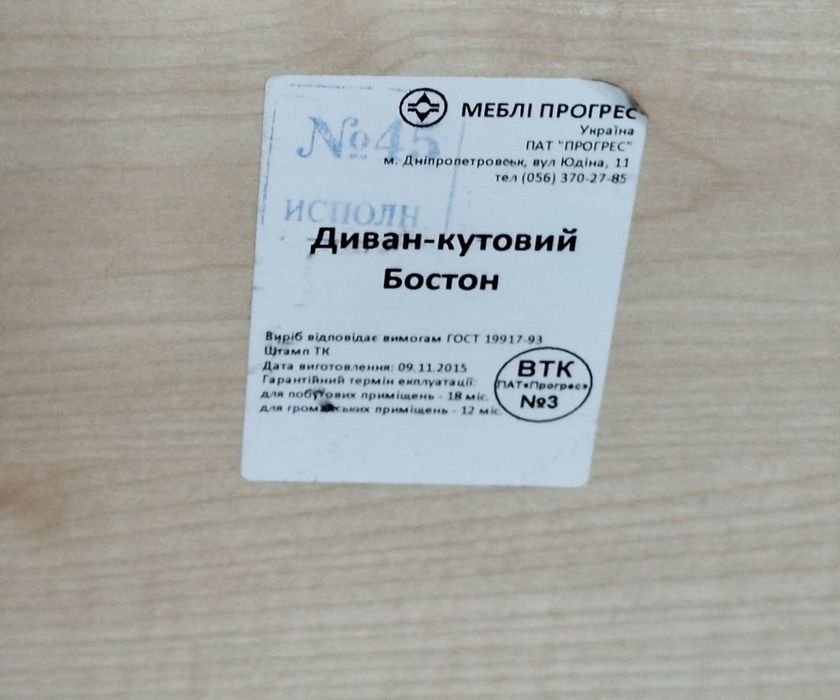 МЕБЛІ ПРОГРЕС
Україна
ПАТ "ПРОГРЕС"
м. Дніпропетровськ, вул Юдіна, 11
тел (056) 370-27-85
№45
ИСПОЛН
Диван-кутовий
Бостон
Виріб відповідає вимогам ГОСТ 19917-93
Штамп ТК
Дата виготовлення: 09.11.2015
Гарантійний термін експлуатації:
для побутових приміщень - 18 міс.
для громадських приміщень - 12 міс.
ВТК
ПАТ«Прогрес»
№3